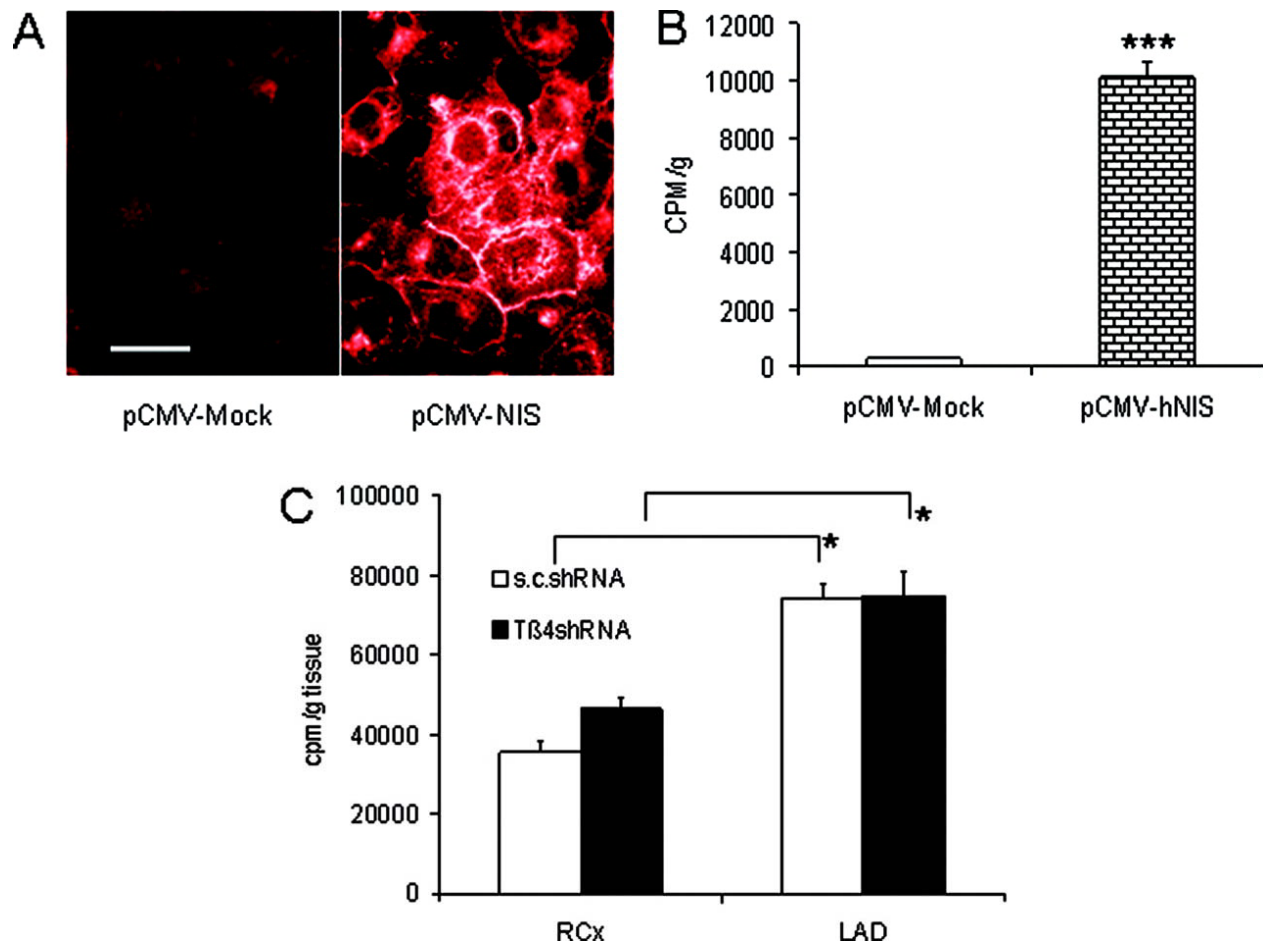 A
pCMV-Mock
pCMV-NIS
B
CPM/g
12000
10000
8000
6000
4000
2000
0
***
pCMV-Mock
pCMV-hNIS
C
cpm/g tissue
100000
80000
60000
40000
20000
0
s.c.shRNA
Tß4shRNA
*
*
RCx
LAD